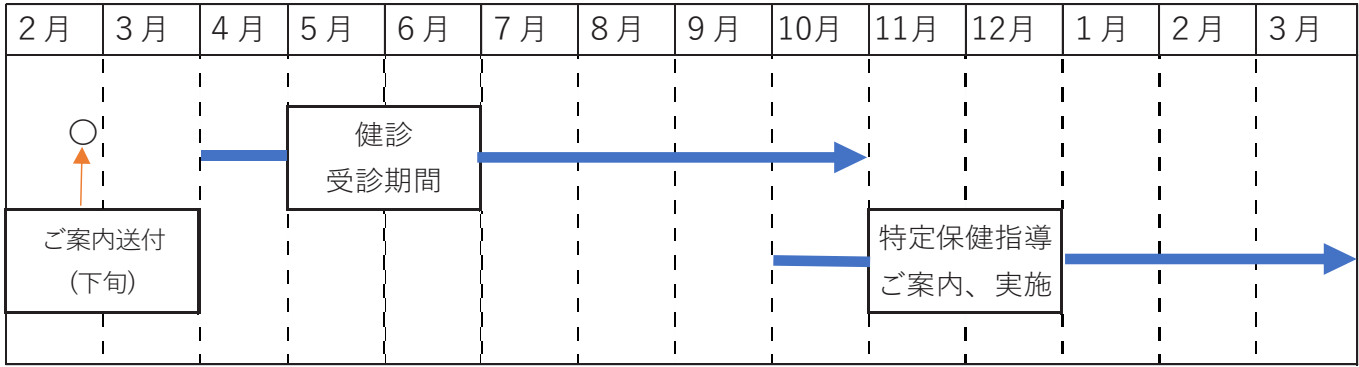 2月 3月 4月 5月 6月 7月 8月 9月 10月 11月 12月 1月 2月 3月
健診
受診期間
ご案内送付
(下旬)
特定保健指導
ご案内、実施